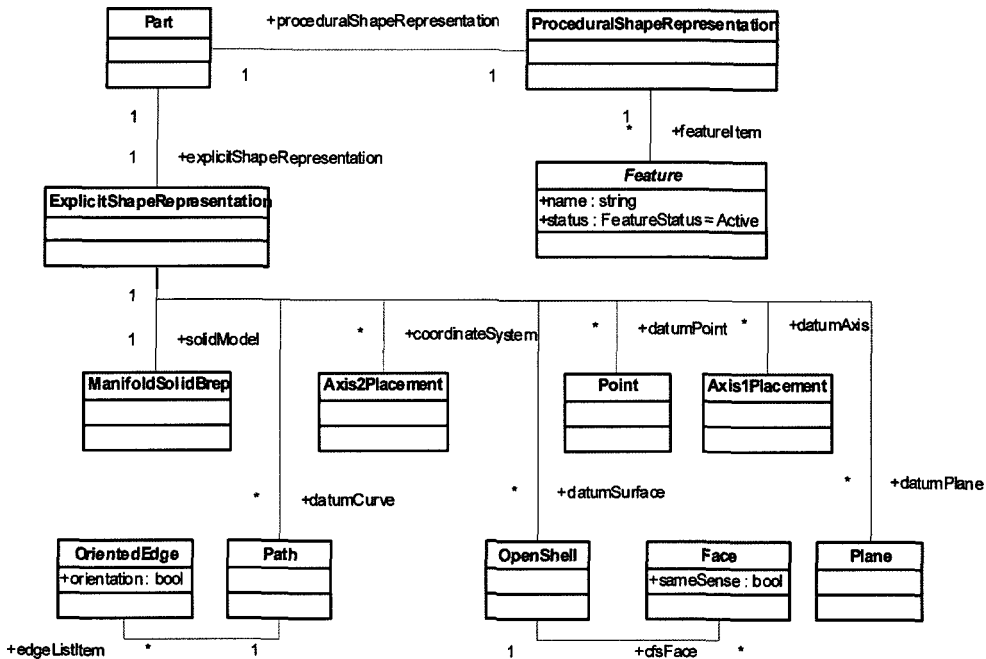 Part
+proceduralShapeRepresentation
ProceduralShapeRepresentation
1
1
1
1
+explicitShapeRepresentation
1
*
+featureItem
Feature
+name : string
+status : FeatureStatus = Active
ExplicitShapeRepresentation
1
1
+solidModel
*
+coordinateSystem
*
+datumPoint
*
+datumAxis
ManifoldSolidBrep
Axis2Placement
Point
Axis1Placement
*
+datumCurve
*
+datumSurface
*
+datumPlane
OrientedEdge
+orientation : bool
Path
OpenShell
Face
+sameSense : bool
Plane
+edgeListItem
*
1
1
+cfsFace
*